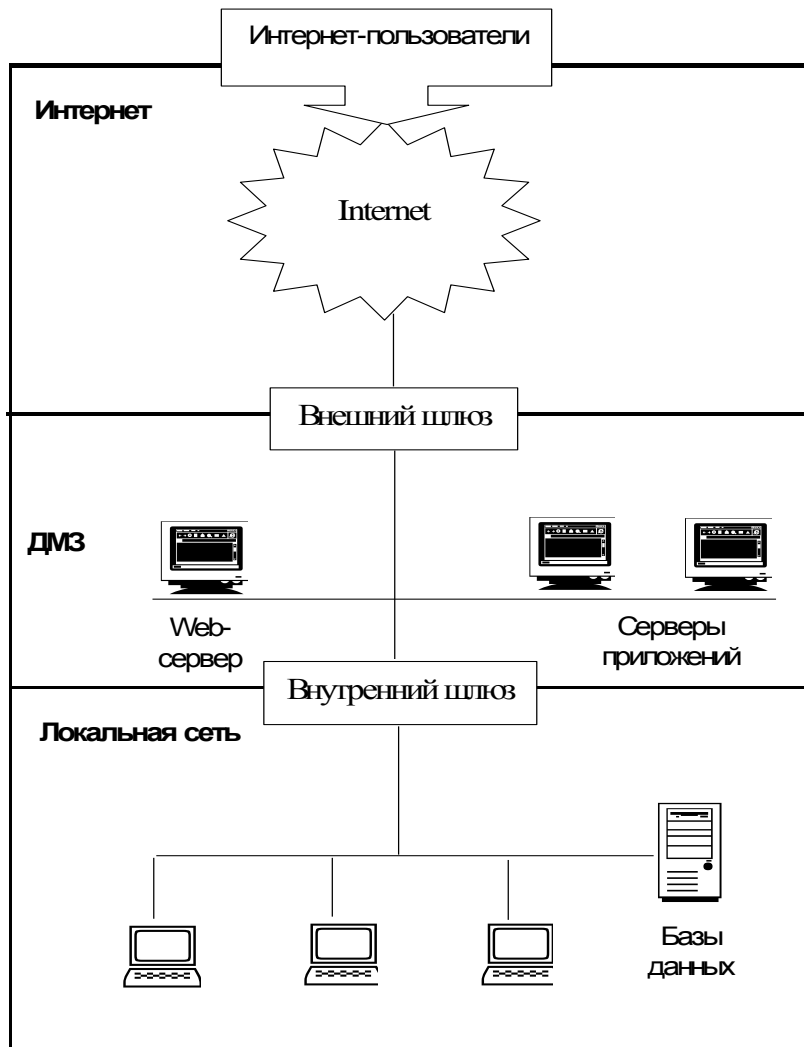 Интернет-пользователи
Интернет
Internet
Внешний шлюз
ДМЗ
Web-
сервер
Серверы
приложений
Внутренний шлюз
Локальная сеть
Базы
данных